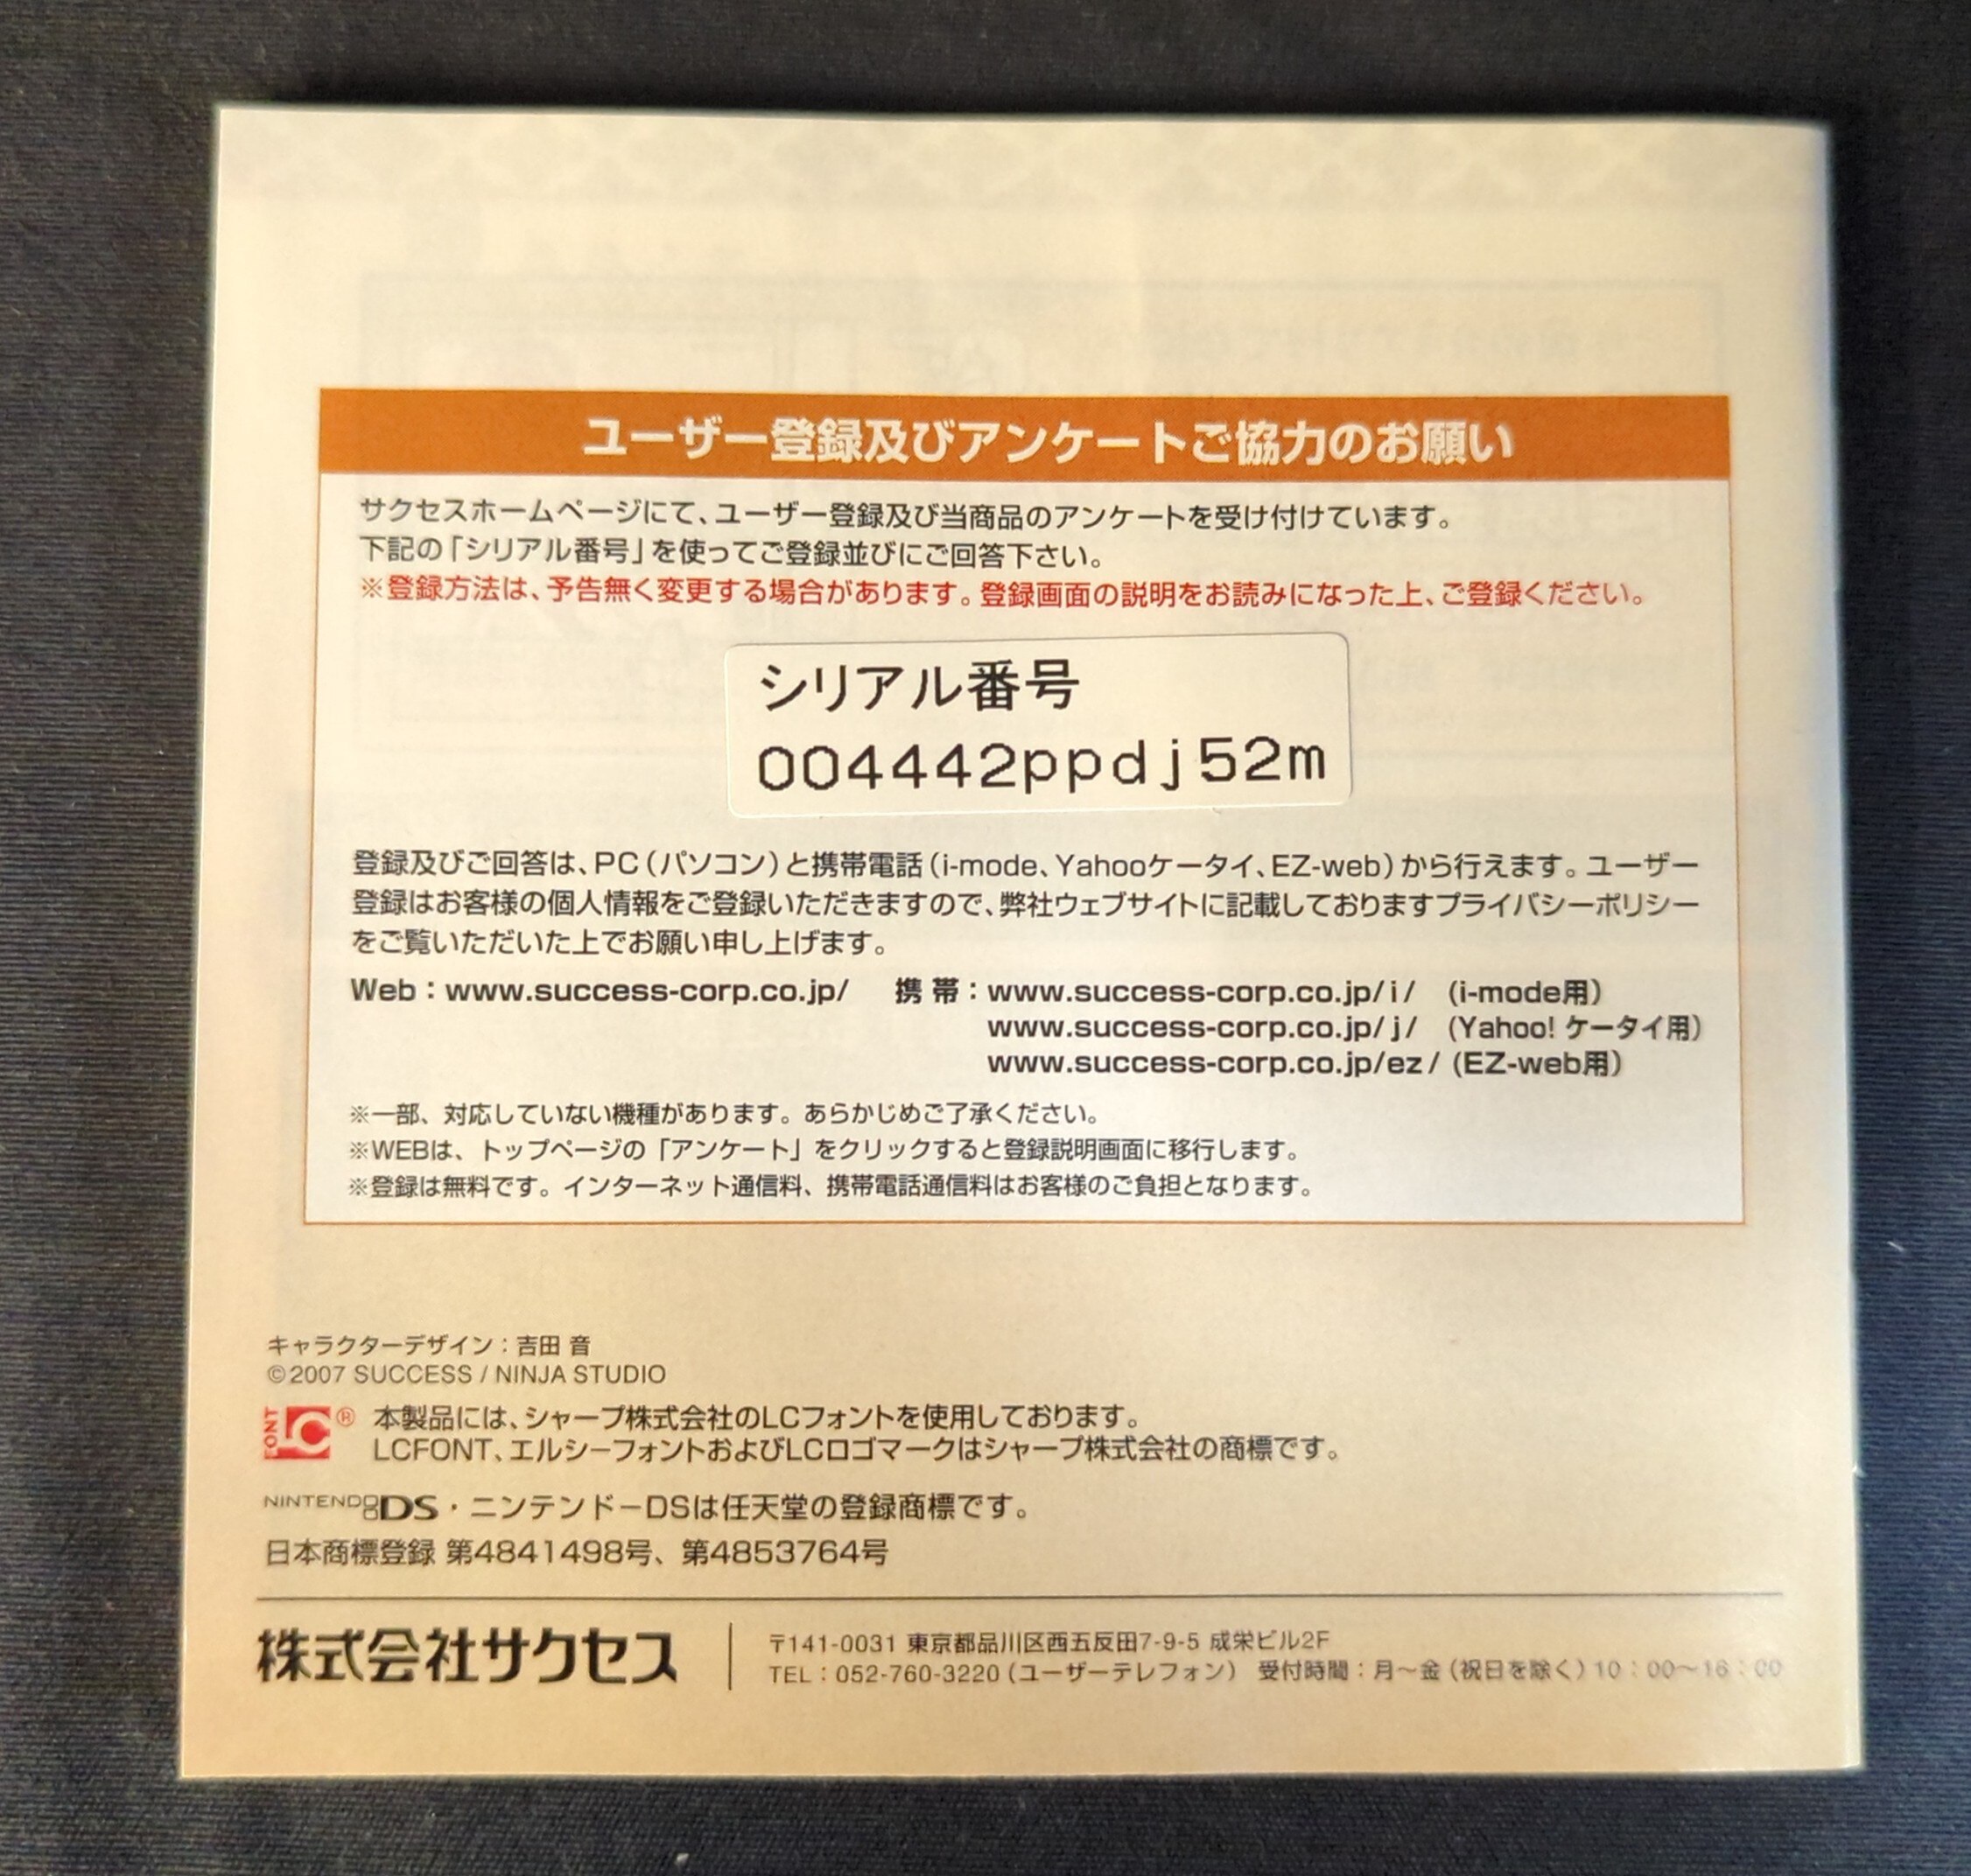 ユーザー登録及びアンケートご協力のお願い
サクセスホームページにて、ユーザー登録及び当商品のアンケートを受け付けています。
下記の「シリアル番号」を使ってご登録並びにご回答下さい。
※登録方法は、予告無く変更する場合があります。登録画面の説明をお読みになった上、ご登録ください。
シリアル番号
004442ppdj52m
登録及びご回答は、PC(パソコン)と携帯電話(i-mode、Yahooケータイ、EZ-web)から行えます。ユーザー
登録はお客様の個人情報をご登録いただきますので、弊社ウェブサイトに記載しておりますプライバシーポリシー
をご覧いただいた上でお願い申し上げます。
Web：www.success-corp.co.jp/ 携 帯：www.success-corp.co.jp/i/ (i-mode用)
www.success-corp.co.jp/j/ (Yahoo! ケータイ用)
www.success-corp.co.jp/ez/ (EZ-web用)
※一部、対応していない機種があります。あらかじめご了承ください。
※WEBは、トップページの「アンケート」をクリックすると登録説明画面に移行します。
※登録は無料です。インターネット通信料、携帯電話通信料はお客様のご負担となります。
キャラクターデザイン：吉田 音
©2007 SUCCESS / NINJA STUDIO
FONT LC® 本製品には、シャープ株式会社のLCフォントを使用しております。
LCFONT、エルシーフォントおよびLCロゴマークはシャープ株式会社の商標です。
NINTENDO DS・ニンテンドーDSは任天堂の登録商標です。
日本商標登録 第4841498号、第4853764号
株式会社サクセス
〒141-0031 東京都品川区西五反田7-9-5 成栄ビル2F
TEL：052-760-3220(ユーザーテレフォン) 受付時間：月～金(祝日を除く)10：00～16：00